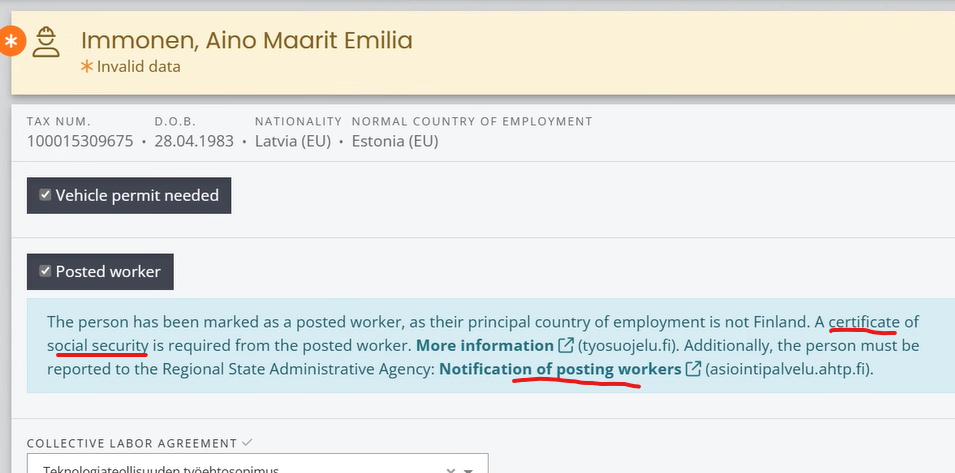 Immonen, Aino Maarit Emilia
Invalid data
TAX NUM. D.O.B. NATIONALITY NORMAL COUNTRY OF EMPLOYMENT
100015309675 • 28.04.1983 • Latvia (EU) • Estonia (EU)
Vehicle permit needed
Posted worker
The person has been marked as a posted worker, as their principal country of employment is not Finland. A certificate of
social security is required from the posted worker. More information (tyosuojelu.fi). Additionally, the person must be
reported to the Regional State Administrative Agency: Notification of posting workers (asiointipalvelu.ahtp.fi).
COLLECTIVE LABOR AGREEMENT
Teknologiateollisuuden työehtosopimus